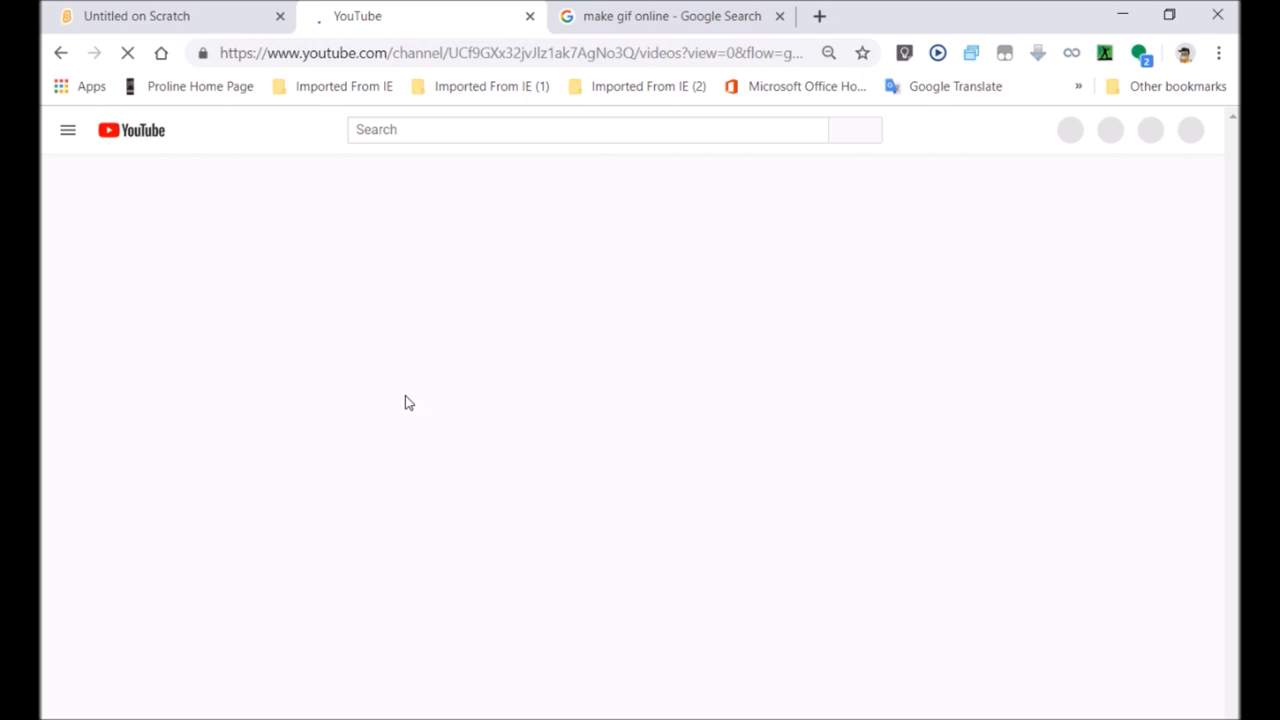 Untitled on Scratch
YouTube
make gif online - Google Search
https://www.youtube.com/channel/UCf9GXx32jvJlz1ak7AgNo3Q/videos?view=0&flow=g...
2
Apps
Proline Home Page
Imported From IE
Imported From IE (1)
Imported From IE (2)
Microsoft Office Ho...
Google Translate
»
Other bookmarks
YouTube
Search